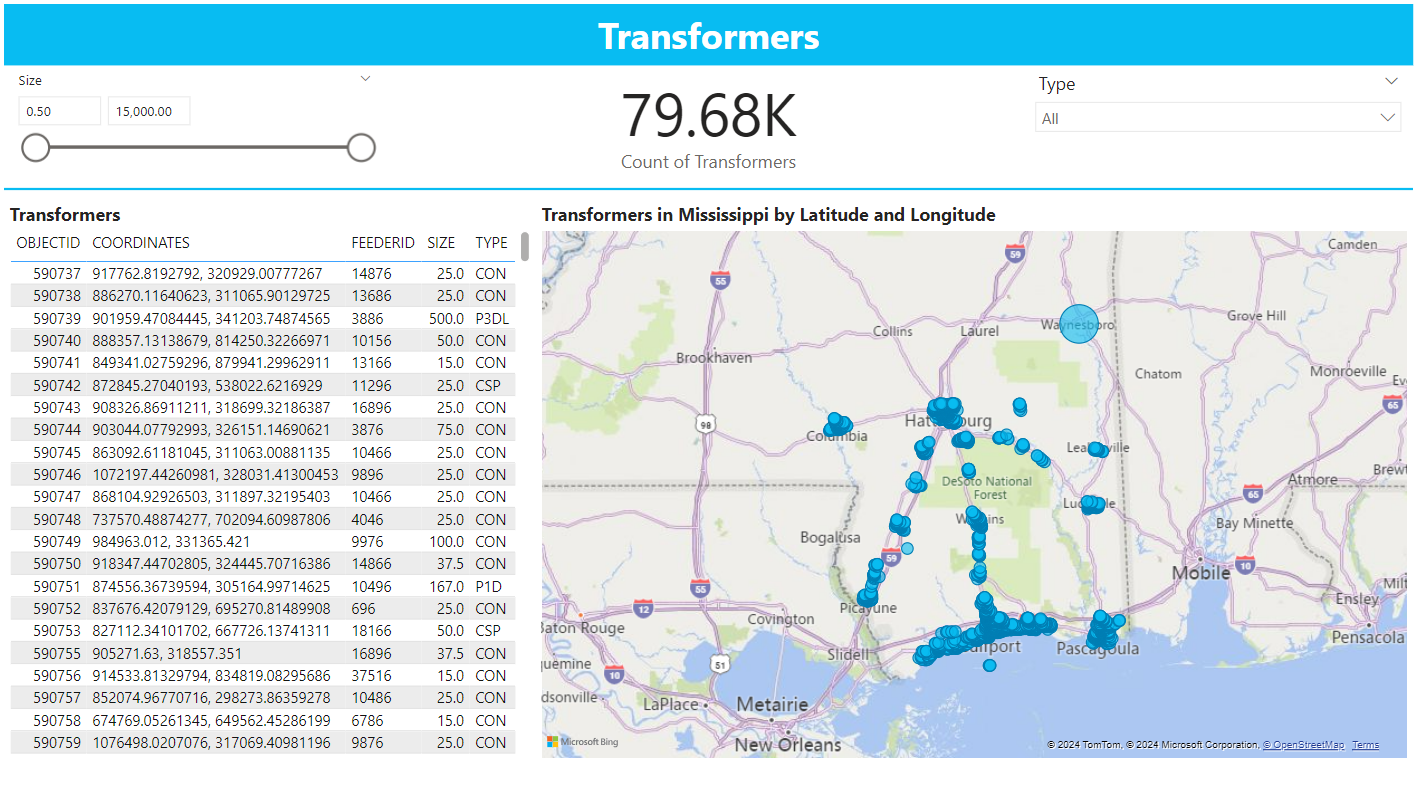 Transformers
Size
0.50 15,000.00
79.68K
Count of Transformers
Type
All
Transformers
OBJECTID COORDINATES FEEDERID SIZE TYPE
590737 917762.8192792, 320929.00777267 14876 25.0 CON
590738 886270.11640623, 311065.90129725 13686 25.0 CON
590739 901959.47084445, 341203.74874565 3886 500.0 P3DL
590740 888357.13138679, 814250.32266971 10156 50.0 CON
590741 849341.02759296, 879941.29962911 13166 15.0 CON
590742 872845.27040193, 538022.6216929 11296 25.0 CSP
590743 908326.86911211, 318699.32186387 16896 25.0 CON
590744 903044.07792993, 326151.14690621 3876 75.0 CON
590745 863092.61181045, 311063.00881135 10466 25.0 CON
590746 1072197.44260981, 328031.41300453 9896 25.0 CON
590747 868104.92926503, 311897.32195403 10466 25.0 CON
590748 737570.48874277, 702094.60987806 4046 25.0 CON
590749 984963.012, 331365.421 9976 100.0 CON
590750 918347.44702805, 324445.70716386 14866 37.5 CON
590751 874556.36739594, 305164.99714625 10496 167.0 P1D
590752 837676.42079129, 695270.81489908 696 25.0 CON
590753 827112.34101702, 667726.13741311 18166 50.0 CSP
590755 905271.63, 318557.351 16896 37.5 CON
590756 914533.81329794, 834819.08295686 37516 15.0 CON
590757 852074.96770716, 298273.86359278 10486 25.0 CON
590758 674769.05261345, 649562.45286199 6786 15.0 CON
590759 1076498.0207076, 317069.40981196 9876 25.0 CON
Transformers in Mississippi by Latitude and Longitude
Camden
59
55
Grove Hill
Waynesboro
Collins
Laurel
Brookhaven
Chatom
Monroeville
65
98
Columbia
DeSoto National
Forest
Atmore
65
Bay Minette
Bogalusa
59
55
10
Mobile
12
Picayune
Ensley
Covington
Baton Rouge
Pensacola
Slidell
51
Pascagoula
10
LaPlace
Metairie
New Orleans
Microsoft Bing
© 2024 TomTom, © 2024 Microsoft Corporation, © OpenStreetMap Terms